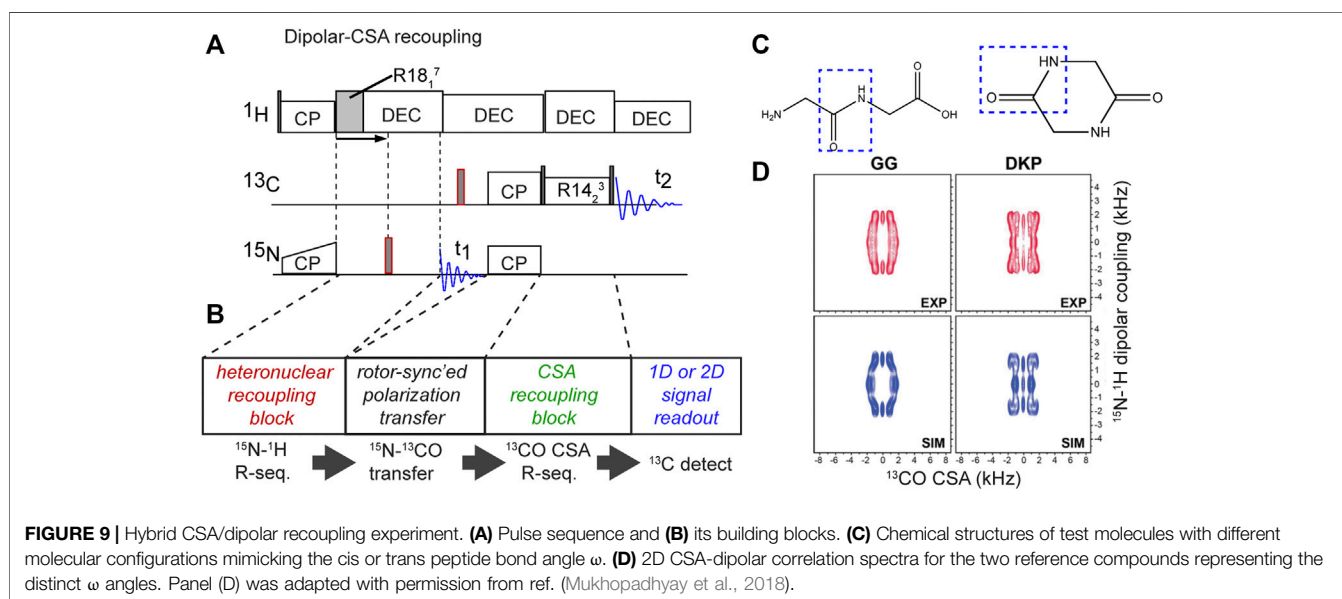 A
Dipolar-CSA recoupling
R18₁⁷
¹H
CP
DEC
DEC
DEC
DEC
¹³C
CP
R14₂³
t₂
¹⁵N
CP
t₁
CP
B
heteronuclear recoupling block
rotor-sync'ed polarization transfer
CSA recoupling block
1D or 2D signal readout
¹⁵N-¹H R-seq.
¹⁵N-¹³CO transfer
¹³CO CSA R-seq.
¹³C detect
C
H₂N
O
H
N
O
OH
HN
O
O
NH
D
GG
DKP
EXP
EXP
SIM
SIM
4
2
0
-2
-4
4
2
0
-2
-4
-8 -6 -4 -2 0 2 4 6 8
-8 -6 -4 -2 0 2 4 6 8
¹³CO CSA (kHz)
¹⁵N-¹H dipolar coupling (kHz)
FIGURE 9 | Hybrid CSA/dipolar recoupling experiment. (A) Pulse sequence and (B) its building blocks. (C) Chemical structures of test molecules with different
molecular configurations mimicking the cis or trans peptide bond angle ω. (D) 2D CSA-dipolar correlation spectra for the two reference compounds representing the
distinct ω angles. Panel (D) was adapted with permission from ref. (Mukhopadhyay et al., 2018).